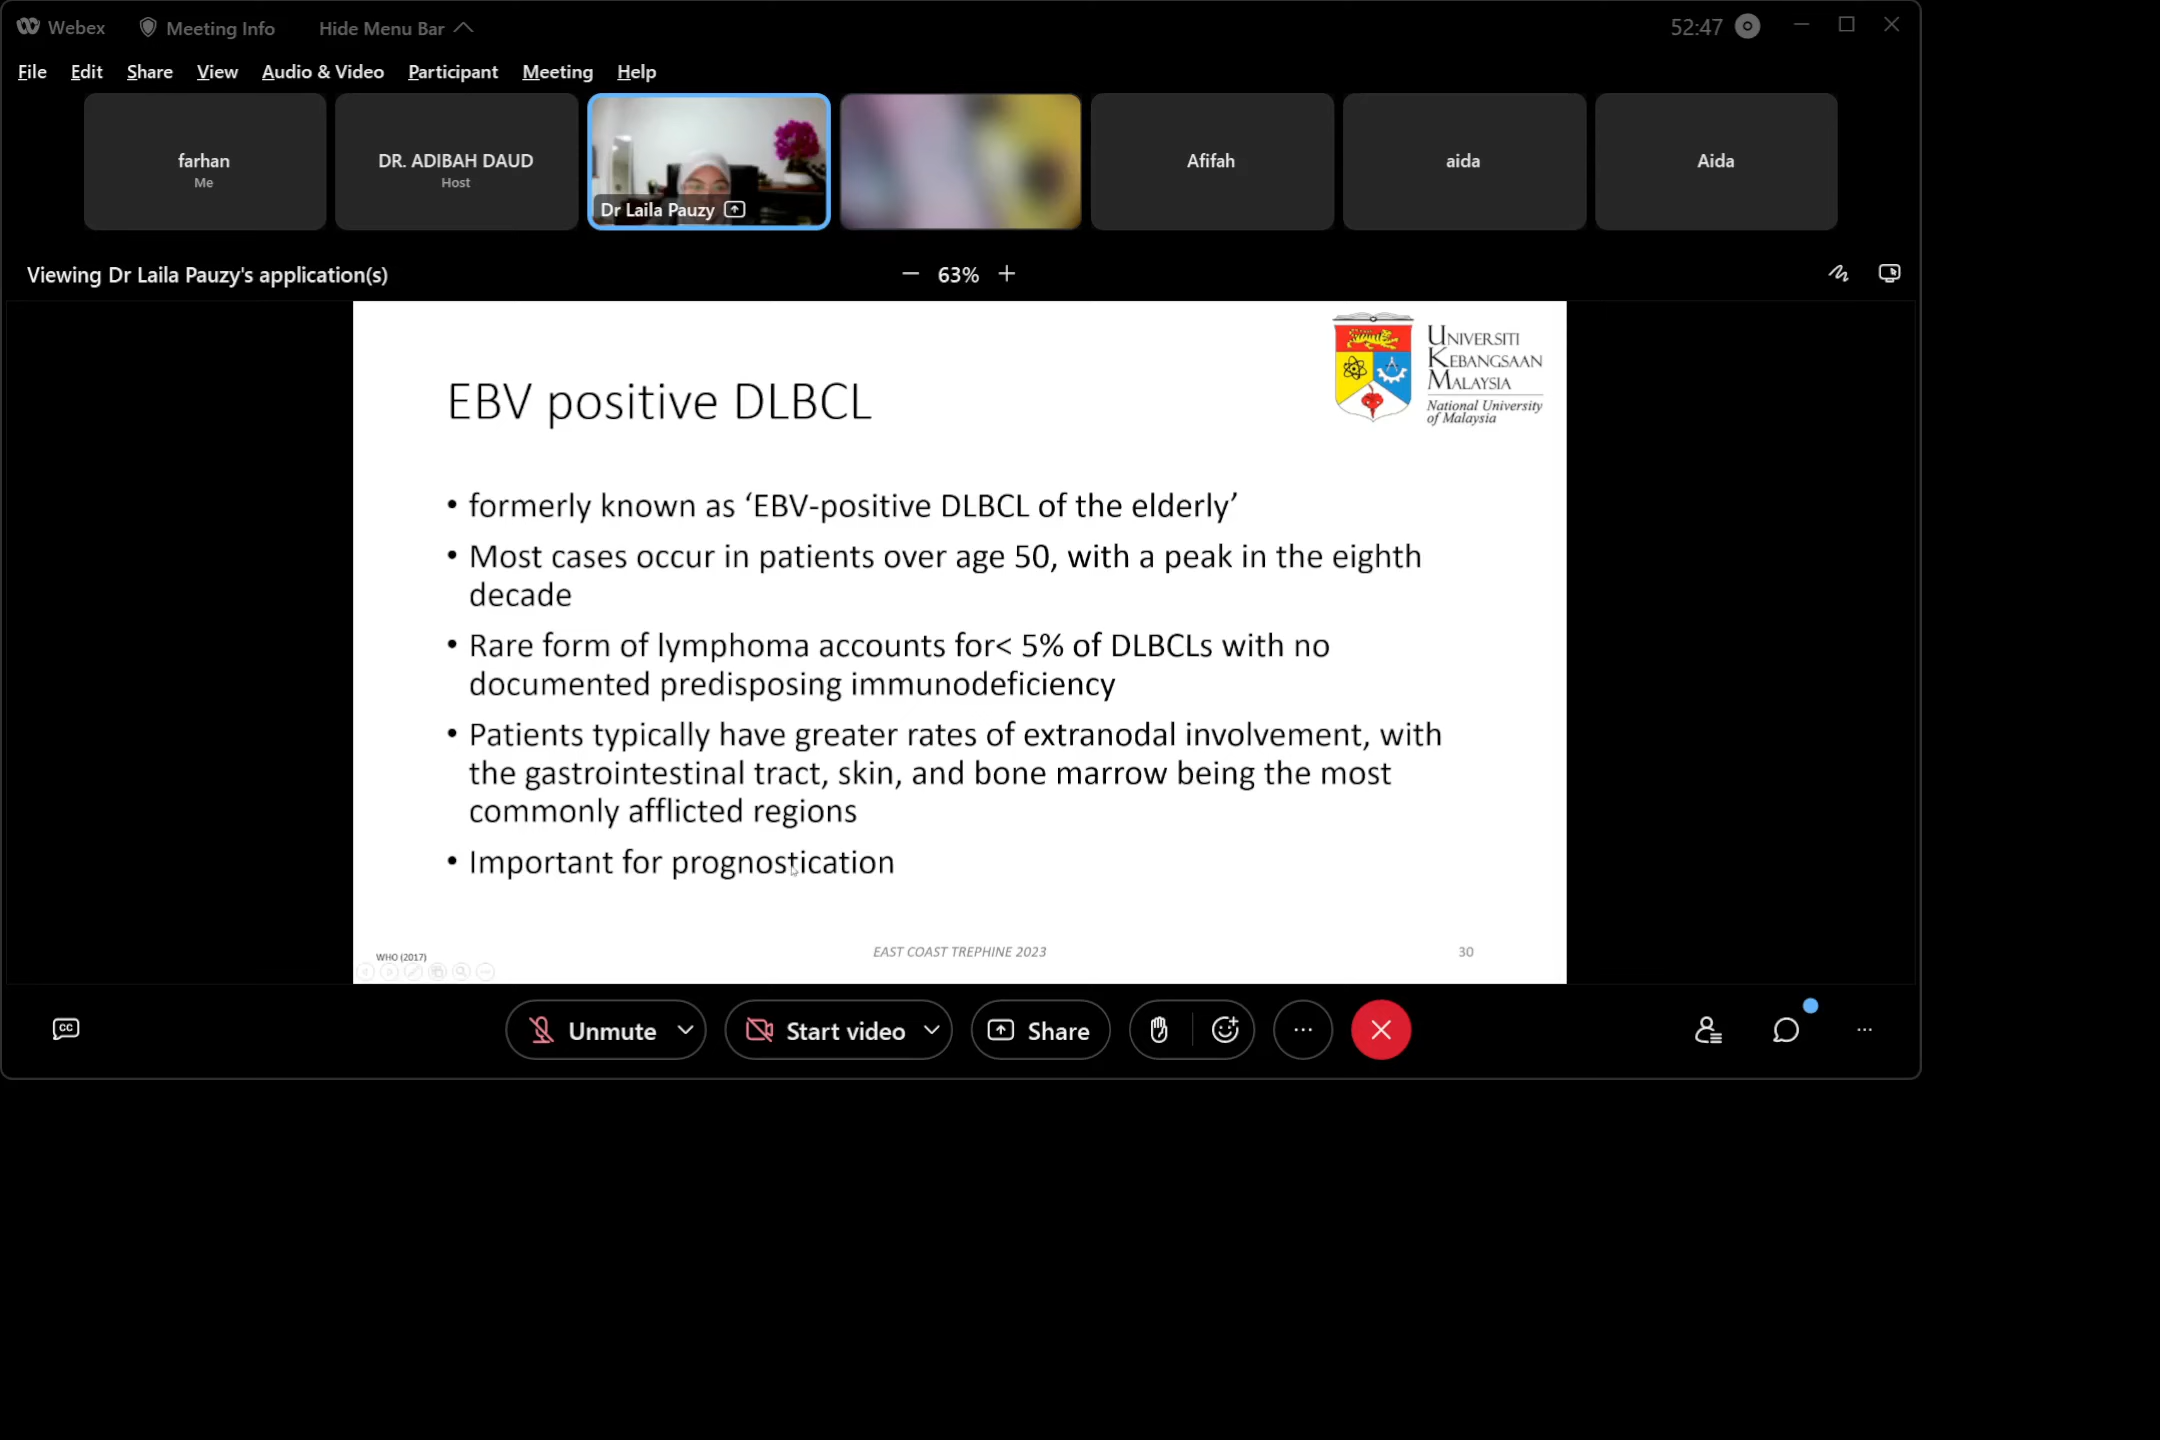 Webex
Meeting Info
Hide Menu Bar
52:47
File Edit Share View Audio & Video Participant Meeting Help
farhan
Me
DR. ADIBAH DAUD
Host
Dr Laila Pauzy
Afifah
aida
Aida
Viewing Dr Laila Pauzy's application(s)
63%
UNIVERSITI
KEBANGSAAN
MALAYSIA
National University
of Malaysia
EBV positive DLBCL
• formerly known as ‘EBV-positive DLBCL of the elderly’
• Most cases occur in patients over age 50, with a peak in the eighth
decade
• Rare form of lymphoma accounts for< 5% of DLBCLs with no
documented predisposing immunodeficiency
• Patients typically have greater rates of extranodal involvement, with
the gastrointestinal tract, skin, and bone marrow being the most
commonly afflicted regions
• Important for prognostication
WHO (2017)
EAST COAST TREPHINE 2023
30
CC
Unmute
Start video
Share